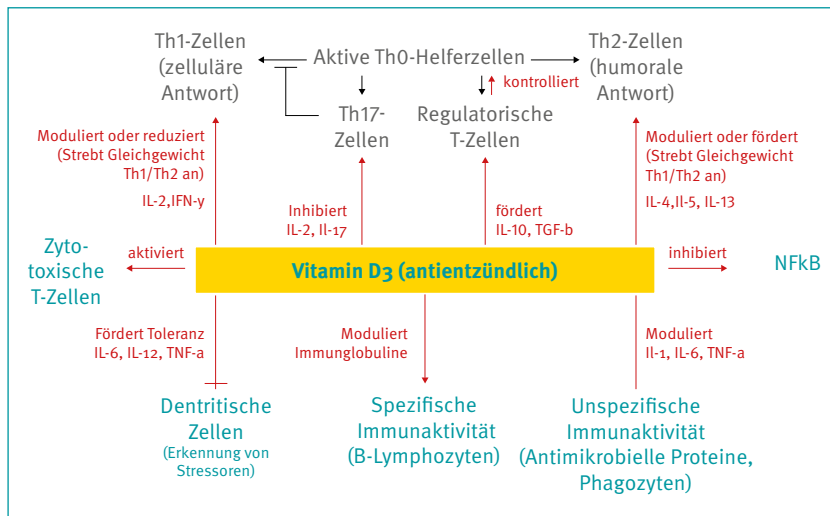 Th1-Zellen
(zelluläre
Antwort)
Aktive Th0-Helferzellen
Th2-Zellen
(humorale
Antwort)
kontrolliert
Th17-
Zellen
Regulatorische
T-Zellen
Moduliert oder reduziert
(Strebt Gleichgewicht
Th1/Th2 an)
IL-2,IFN-y
Inhibiert
IL-2, Il-17
fördert
IL-10, TGF-b
Moduliert oder fördert
(Strebt Gleichgewicht
Th1/Th2 an)
IL-4,Il-5, IL-13
Zyto-
toxische
T-Zellen
aktiviert
Vitamin D3 (antientzündlich)
inhibiert
NFkB
Fördert Toleranz
IL-6, IL-12, TNF-a
Moduliert
Immunglobuline
Moduliert
Il-1, IL-6, TNF-a
Dentritische
Zellen
(Erkennung von
Stressoren)
Spezifische
Immunaktivität
(B-Lymphozyten)
Unspezifische
Immunaktivität
(Antimikrobielle Proteine,
Phagozyten)